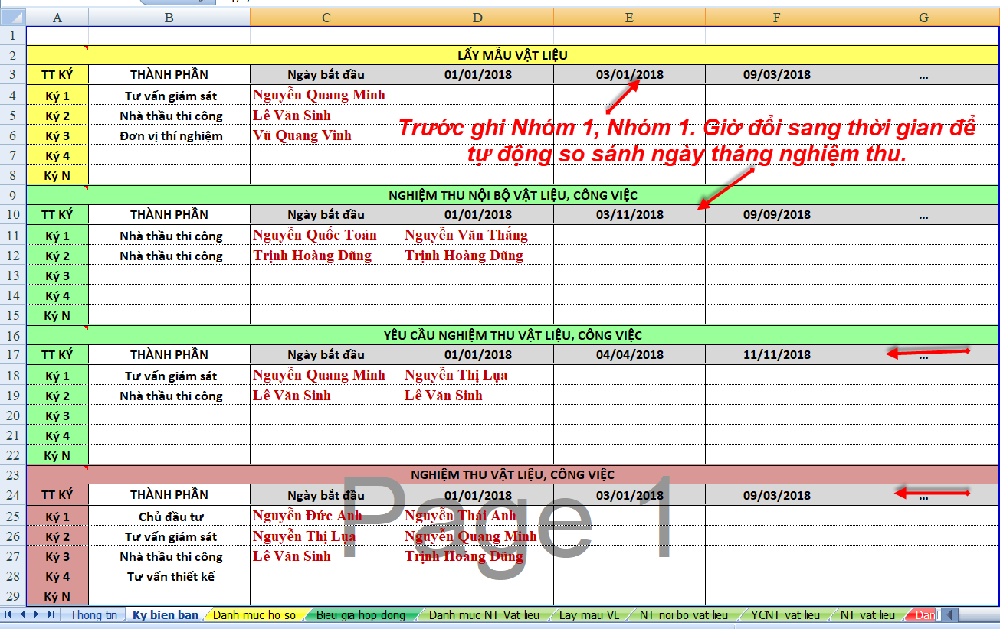 A B C D E F G
1
2 LẤY MẪU VẬT LIỆU
3 TT KÝ THÀNH PHẦN Ngày bắt đầu 01/01/2018 03/01/2018 09/03/2018 ...
4 Ký 1 Tư vấn giám sát Nguyễn Quang Minh
5 Ký 2 Nhà thầu thi công Lê Văn Sinh
Trước ghi Nhóm 1, Nhóm 1. Giờ đổi sang thời gian để
6 Ký 3 Đơn vị thí nghiệm Vũ Quang Vinh
7 Ký 4
tự động so sánh ngày tháng nghiệm thu.
8 Ký N
9 NGHIỆM THU NỘI BỘ VẬT LIỆU, CÔNG VIỆC
10 TT KÝ THÀNH PHẦN Ngày bắt đầu 01/01/2018 03/11/2018 09/09/2018 ...
11 Ký 1 Nhà thầu thi công Nguyễn Quốc Toản Nguyễn Văn Thắng
12 Ký 2 Nhà thầu thi công Trịnh Hoàng Dũng Trịnh Hoàng Dũng
13 Ký 3
14 Ký 4
15 Ký N
16 YÊU CẦU NGHIỆM THU VẬT LIỆU, CÔNG VIỆC
17 TT KÝ THÀNH PHẦN Ngày bắt đầu 01/01/2018 04/04/2018 11/11/2018 ...
18 Ký 1 Tư vấn giám sát Nguyễn Quang Minh Nguyễn Thị Lụa
19 Ký 2 Nhà thầu thi công Lê Văn Sinh Lê Văn Sinh
20 Ký 3
21 Ký 4
22 Ký N
23 NGHIỆM THU VẬT LIỆU, CÔNG VIỆC
24 TT KÝ THÀNH PHẦN Ngày bắt đầu 01/01/2018 03/01/2018 09/03/2018 ...
25 Ký 1 Chủ đầu tư Nguyễn Đức Anh Nguyễn Thái Anh
Page 1
26 Ký 2 Tư vấn giám sát Nguyễn Thị Lụa Nguyễn Quang Minh
27 Ký 3 Nhà thầu thi công Lê Văn Sinh Trịnh Hoàng Dũng
28 Ký 4 Tư vấn thiết kế
29 Ký N
Thong tin Ky bien ban Danh muc ho so Bieu gia hop dong Danh muc NT Vat lieu Lay mau VL NT noi bo vat lieu YCNT vat lieu NT vat lieu